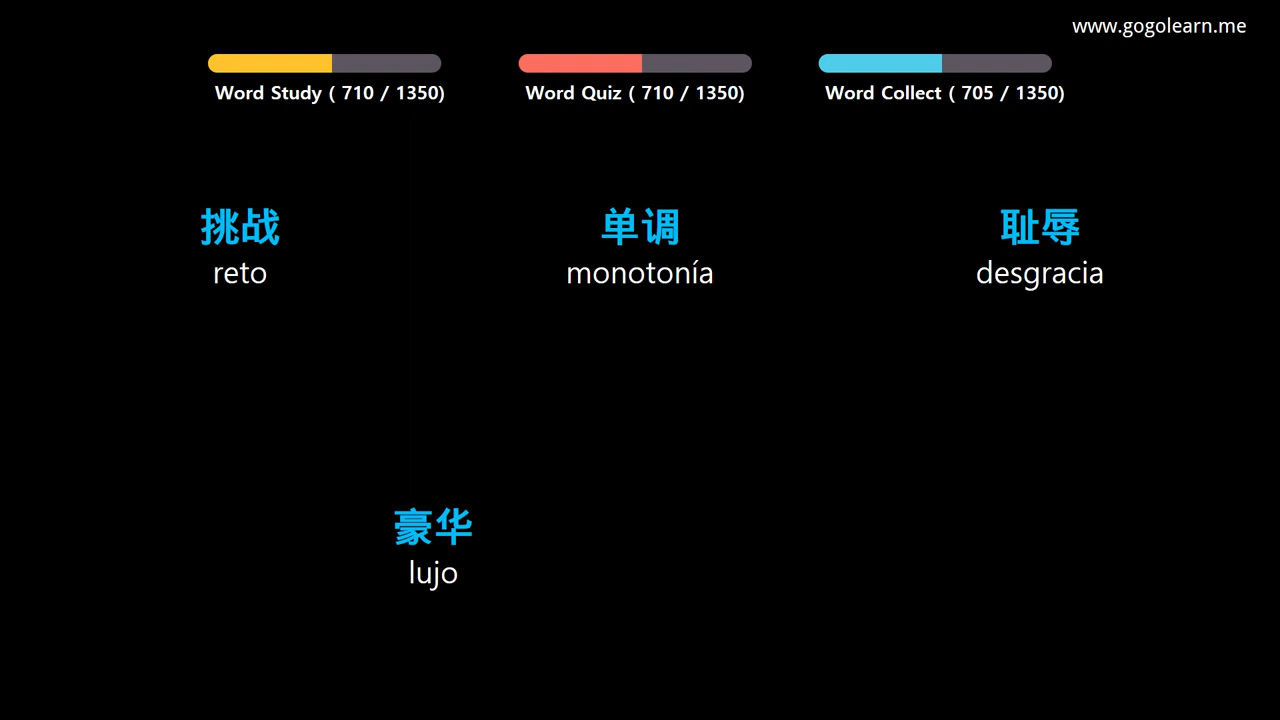 www.gogolearn.me
Word Study ( 710 / 1350)
Word Quiz ( 710 / 1350)
Word Collect ( 705 / 1350)
挑战
reto
单调
monotonía
耻辱
desgracia
豪华
lujo